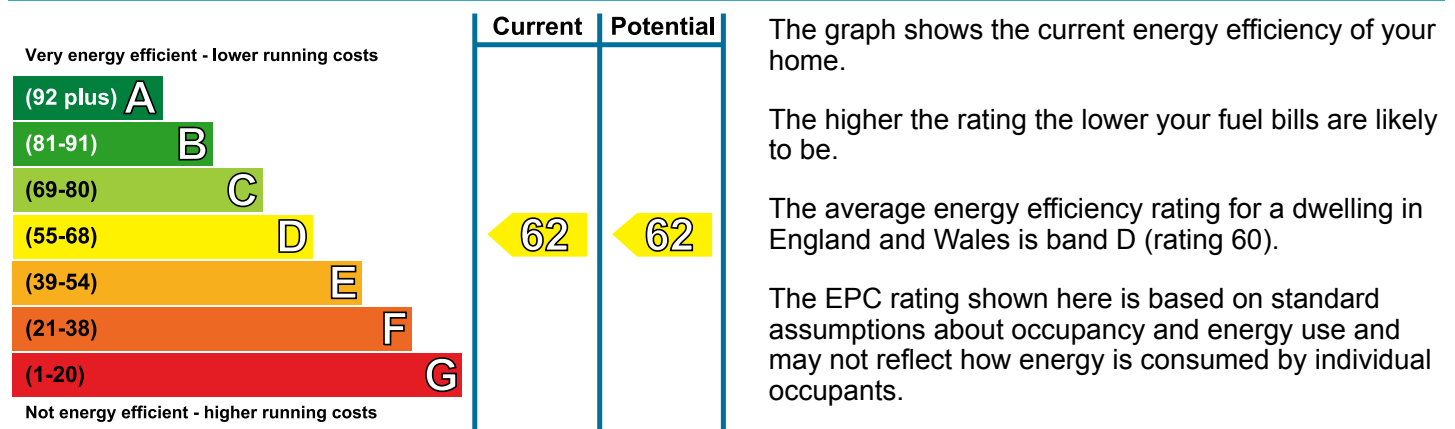 Current Potential
Very energy efficient - lower running costs
(92 plus) A
(81-91) B
(69-80) C
(55-68) D
62 62
(39-54) E
(21-38) F
(1-20) G
Not energy efficient - higher running costs
The graph shows the current energy efficiency of your
home.
The higher the rating the lower your fuel bills are likely
to be.
The average energy efficiency rating for a dwelling in
England and Wales is band D (rating 60).
The EPC rating shown here is based on standard
assumptions about occupancy and energy use and
may not reflect how energy is consumed by individual
occupants.